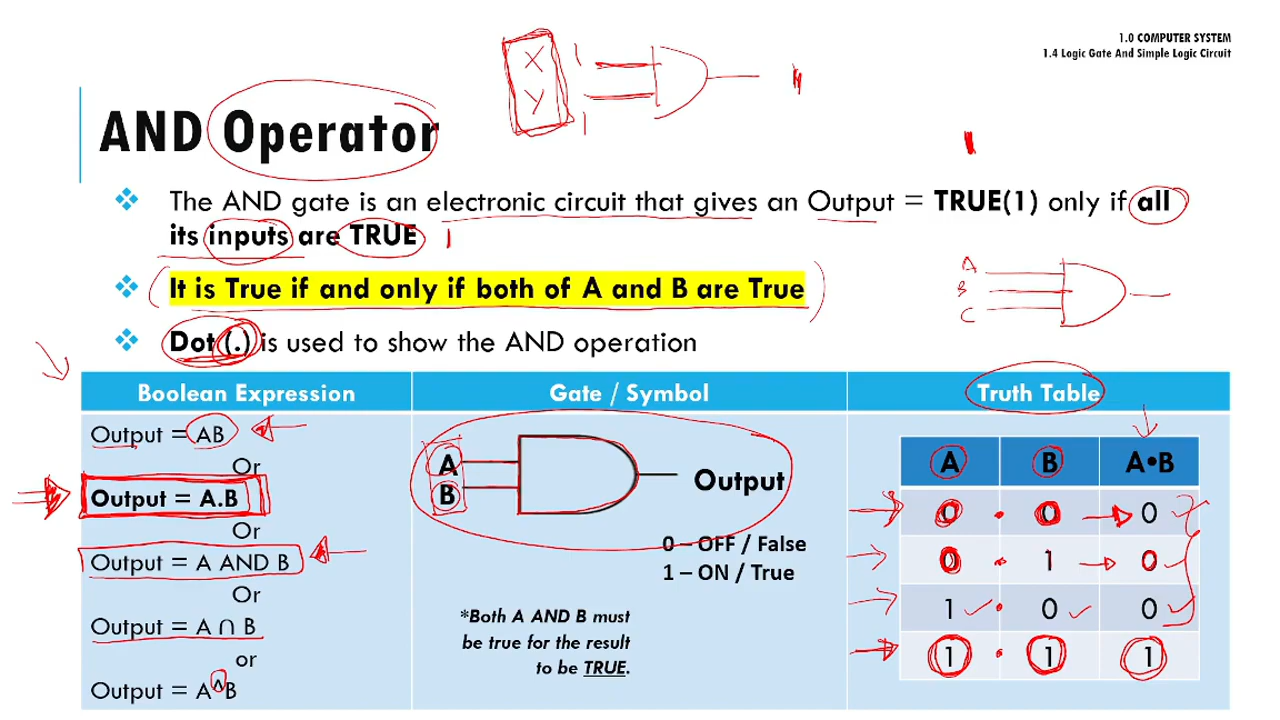 1.0 COMPUTER SYSTEM
1.4 Logic Gate And Simple Logic Circuit
X
Y
1
1
AND Operator
❖ The AND gate is an electronic circuit that gives an Output = TRUE(1) only if all
its inputs are TRUE 1
❖ It is True if and only if both of A and B are True
❖ Dot (.) is used to show the AND operation
A
B
C
Boolean Expression
Output = AB
Or
Output = A.B
Or
Output = A AND B
Or
Output = A ∩ B
or
Output = A^B
Gate / Symbol
A
B
Output
0 – OFF / False
1 – ON / True
*Both A AND B must
be true for the result
to be TRUE.
Truth Table
A B A•B
0 . 0 0
0 . 1 0
1 . 0 0
1 . 1 1